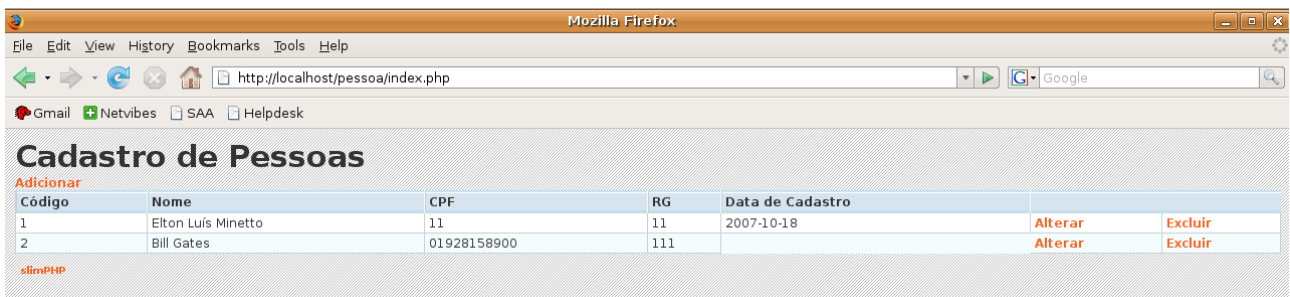 Mozilla Firefox
File Edit View History Bookmarks Tools Help
http://localhost/pessoa/index.php G Google
Gmail Netvibes SAA Helpdesk
Cadastro de Pessoas
Adicionar
Código Nome CPF RG Data de Cadastro
1 Elton Luís Minetto 11 11 2007-10-18 Alterar Excluir
2 Bill Gates 01928158900 111 Alterar Excluir
slimPHP